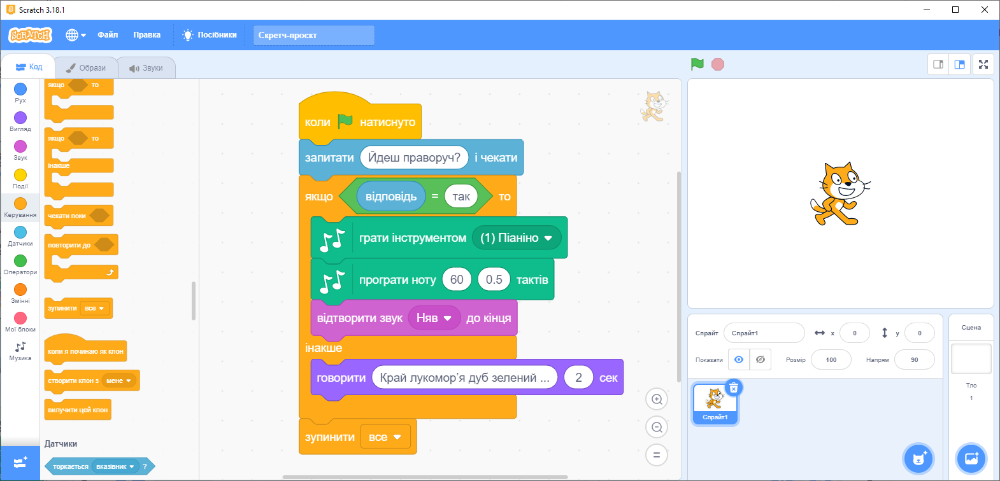 Scratch 3.18.1
SCRATCH
Файл
Правка
Посібники
Скретч-проєкт
Код
Образи
Звуки
Рух
Вигляд
Звук
Події
Керування
Датчики
Оператори
Змінні
Мої блоки
Музика
якщо то
якщо то
інакше
чекати поки
повторити до
зупинити все
коли я починаю як клон
створити клон з мене
вилучити цей клон
Датчики
торкається вказівник ?
коли натиснуто
запитати Йдеш праворуч? і чекати
якщо відповідь = так то
грати інструментом (1) Піаніно
програти ноту 60 0.5 тактів
відтворити звук Няв до кінця
інакше
говорити Край лукомор’я дуб зелений ... 2 сек
зупинити все
Спрайт Спрайт1 x 0 y 0
Показати Розмір 100 Напрям 90
Спрайт1
Сцена
Тло
1